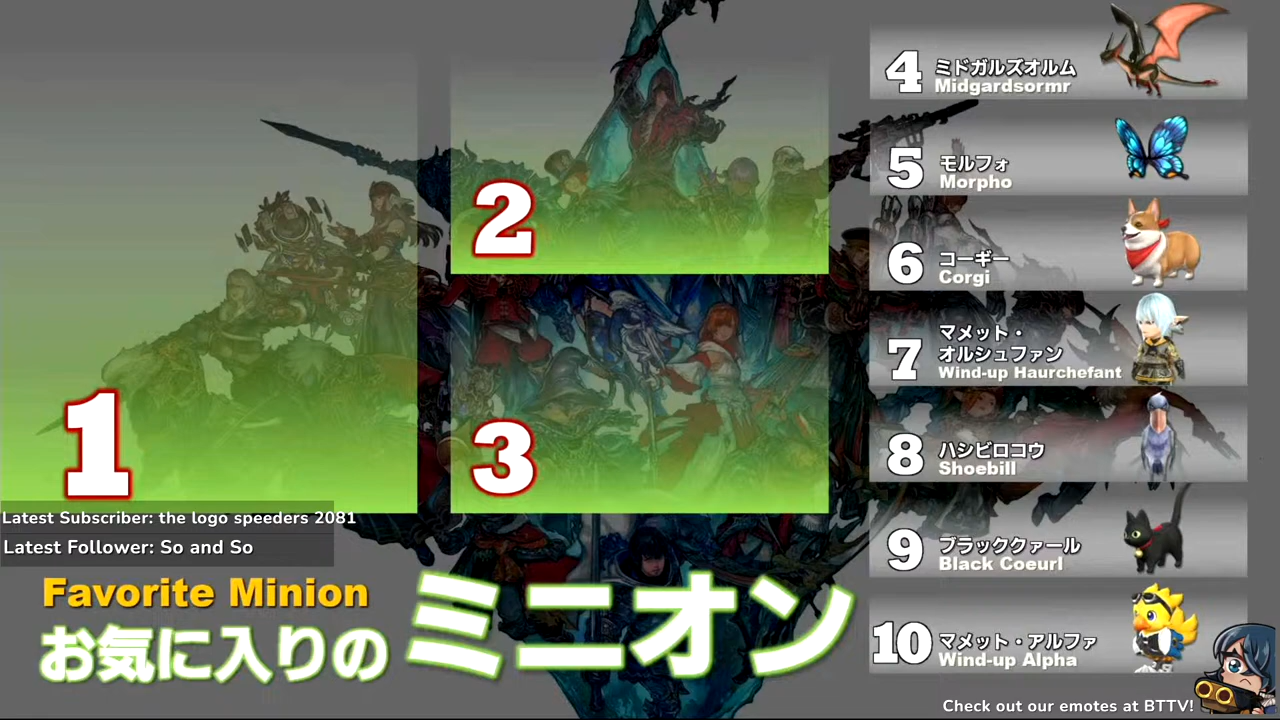 1
2
3
4 ミドガルズオルム
Midgardsormr
5 モルフォ
Morpho
6 コーギー
Corgi
7 マメット・
オルシュファン
Wind-up Haurchefant
8 ハシビロコウ
Shoebill
9 ブラッククァール
Black Coeurl
10 マメット・アルファ
Wind-up Alpha
Latest Subscriber: the logo speeders 2081
Latest Follower: So and So
Favorite Minion
お気に入りのミニオン
Check out our emotes at BTTV!